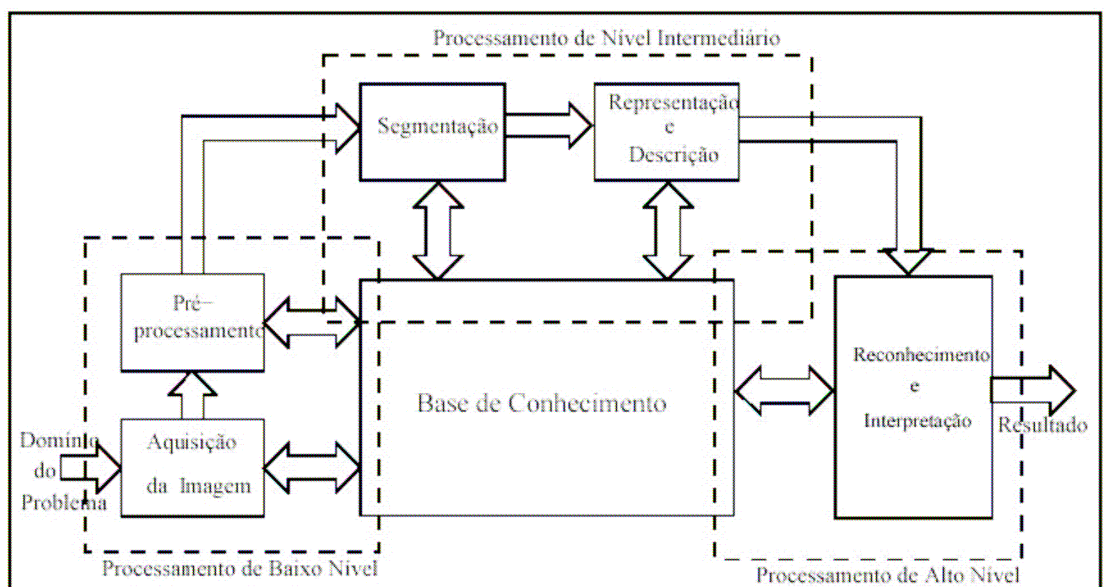 Processamento de Nível Intermediário
Segmentação
Representação
e
Descrição
Pré-
processamento
Base de Conhecimento
Reconhecimento
e
Interpretação
Resultado
Domínio
do
Problema
Aquisição
da Imagem
Processamento de Baixo Nível
Processamento de Alto Nível